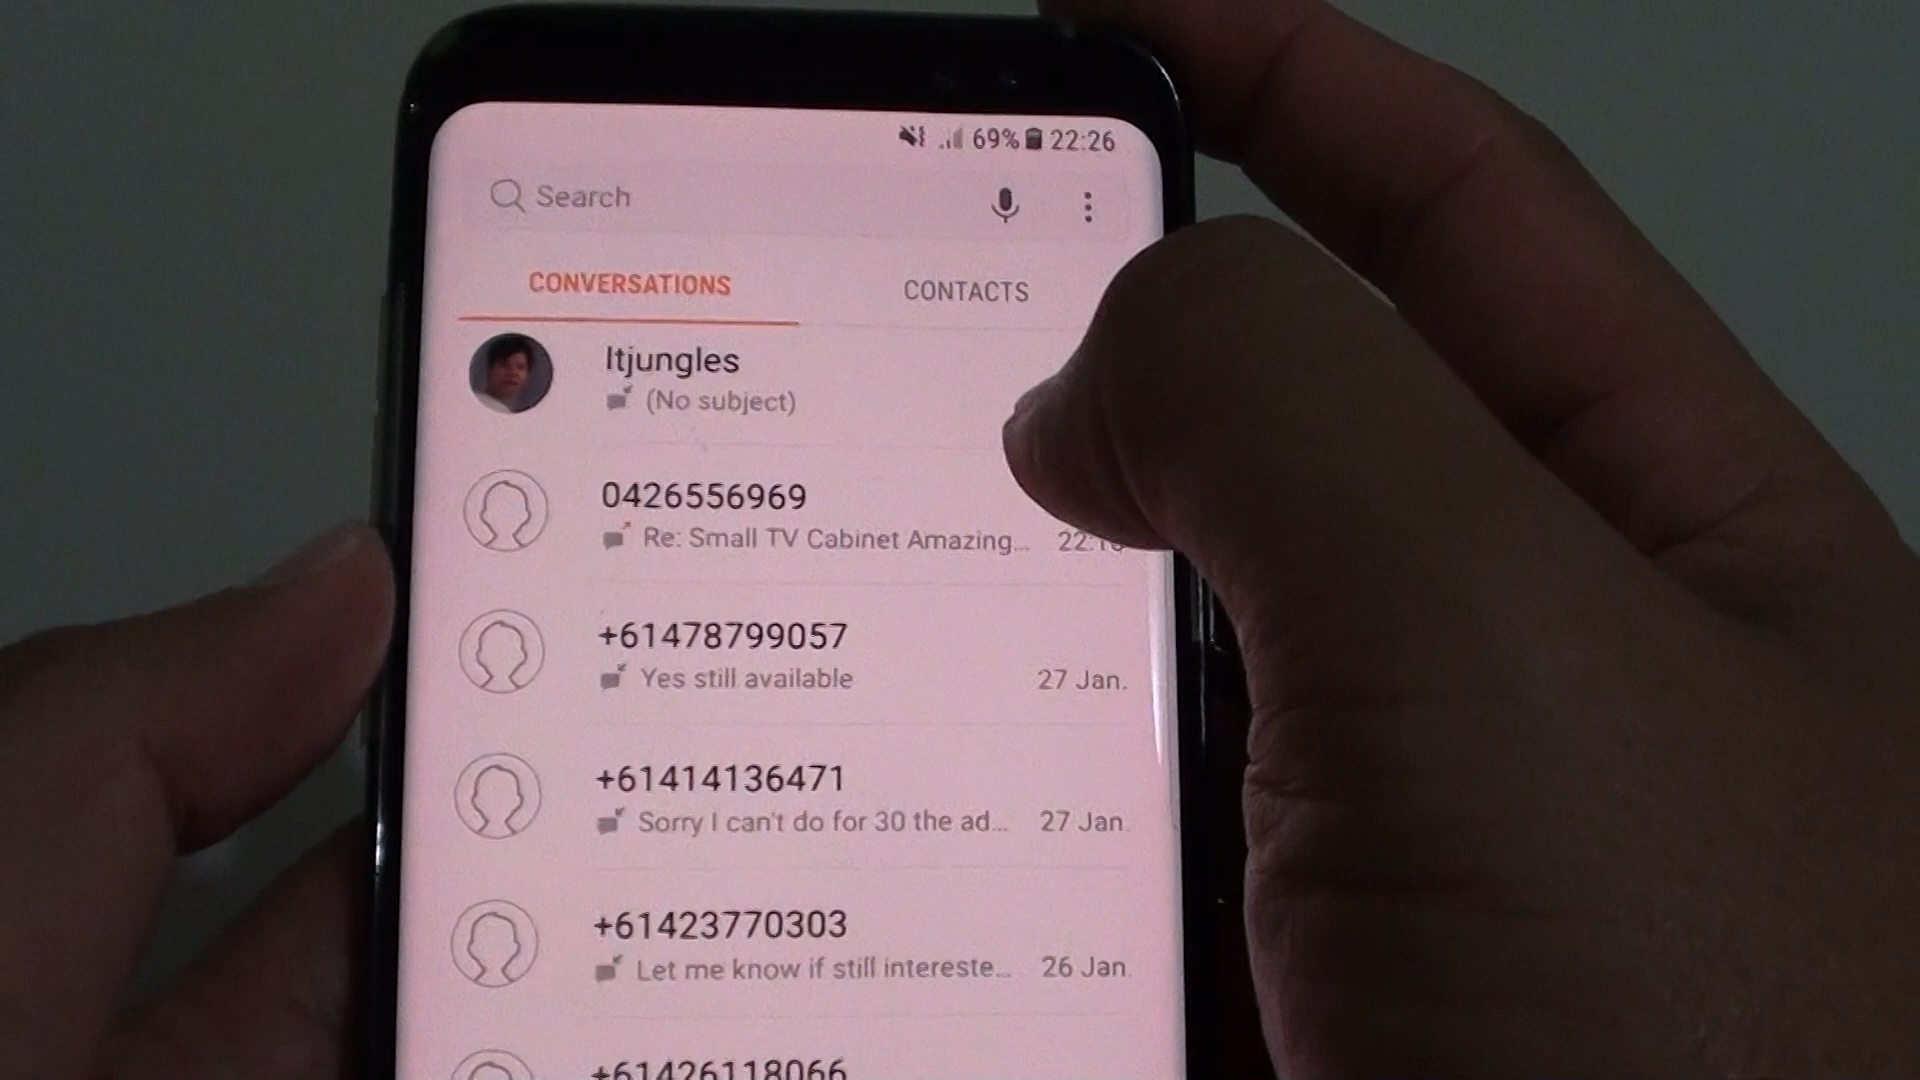 69% 22:26
Search
CONVERSATIONS CONTACTS
Itjungles
(No subject)
0426556969
Re: Small TV Cabinet Amazing...
+61478799057
Yes still available 27 Jan.
+61414136471
Sorry I can't do for 30 the ad... 27 Jan.
+61423770303
Let me know if still intereste... 26 Jan.
+61426118066